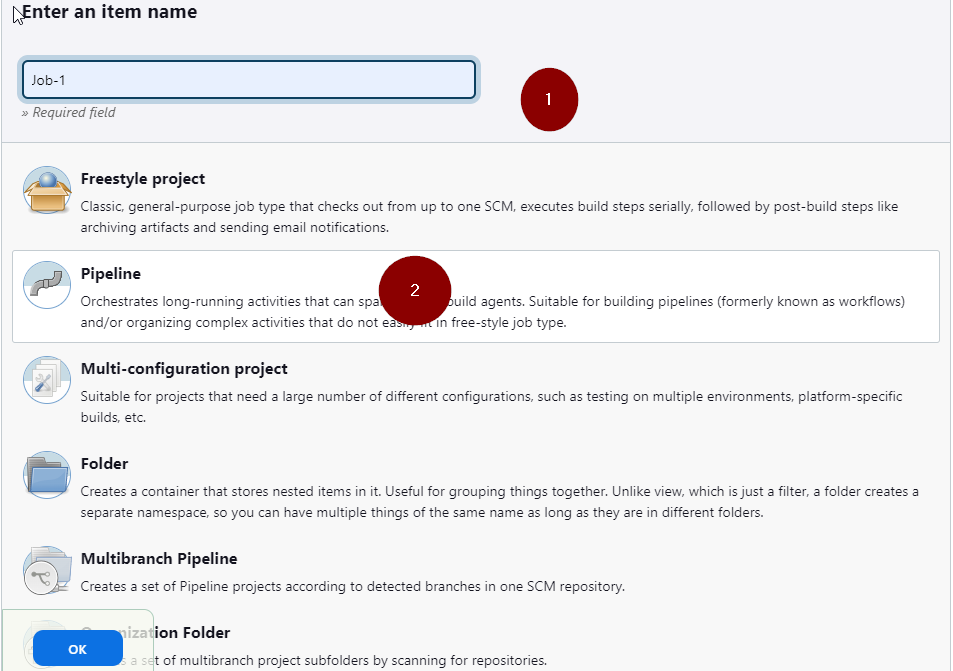 Enter an item name
Job-1
1
» Required field
Freestyle project
Classic, general-purpose job type that checks out from up to one SCM, executes build steps serially, followed by post-build steps like
archiving artifacts and sending email notifications.
Pipeline
2
Orchestrates long-running activities that can build agents. Suitable for building pipelines (formerly known as workflows)
and/or organizing complex activities that do not easily fit in free-style job type.
Multi-configuration project
Suitable for projects that need a large number of different configurations, such as testing on multiple environments, platform-specific
builds, etc.
Folder
Creates a container that stores nested items in it. Useful for grouping things together. Unlike view, which is just a filter, a folder creates a
separate namespace, so you can have multiple things of the same name as long as they are in different folders.
Multibranch Pipeline
Creates a set of Pipeline projects according to detected branches in one SCM repository.
Organization Folder
OK
a set of multibranch project subfolders by scanning for repositories.